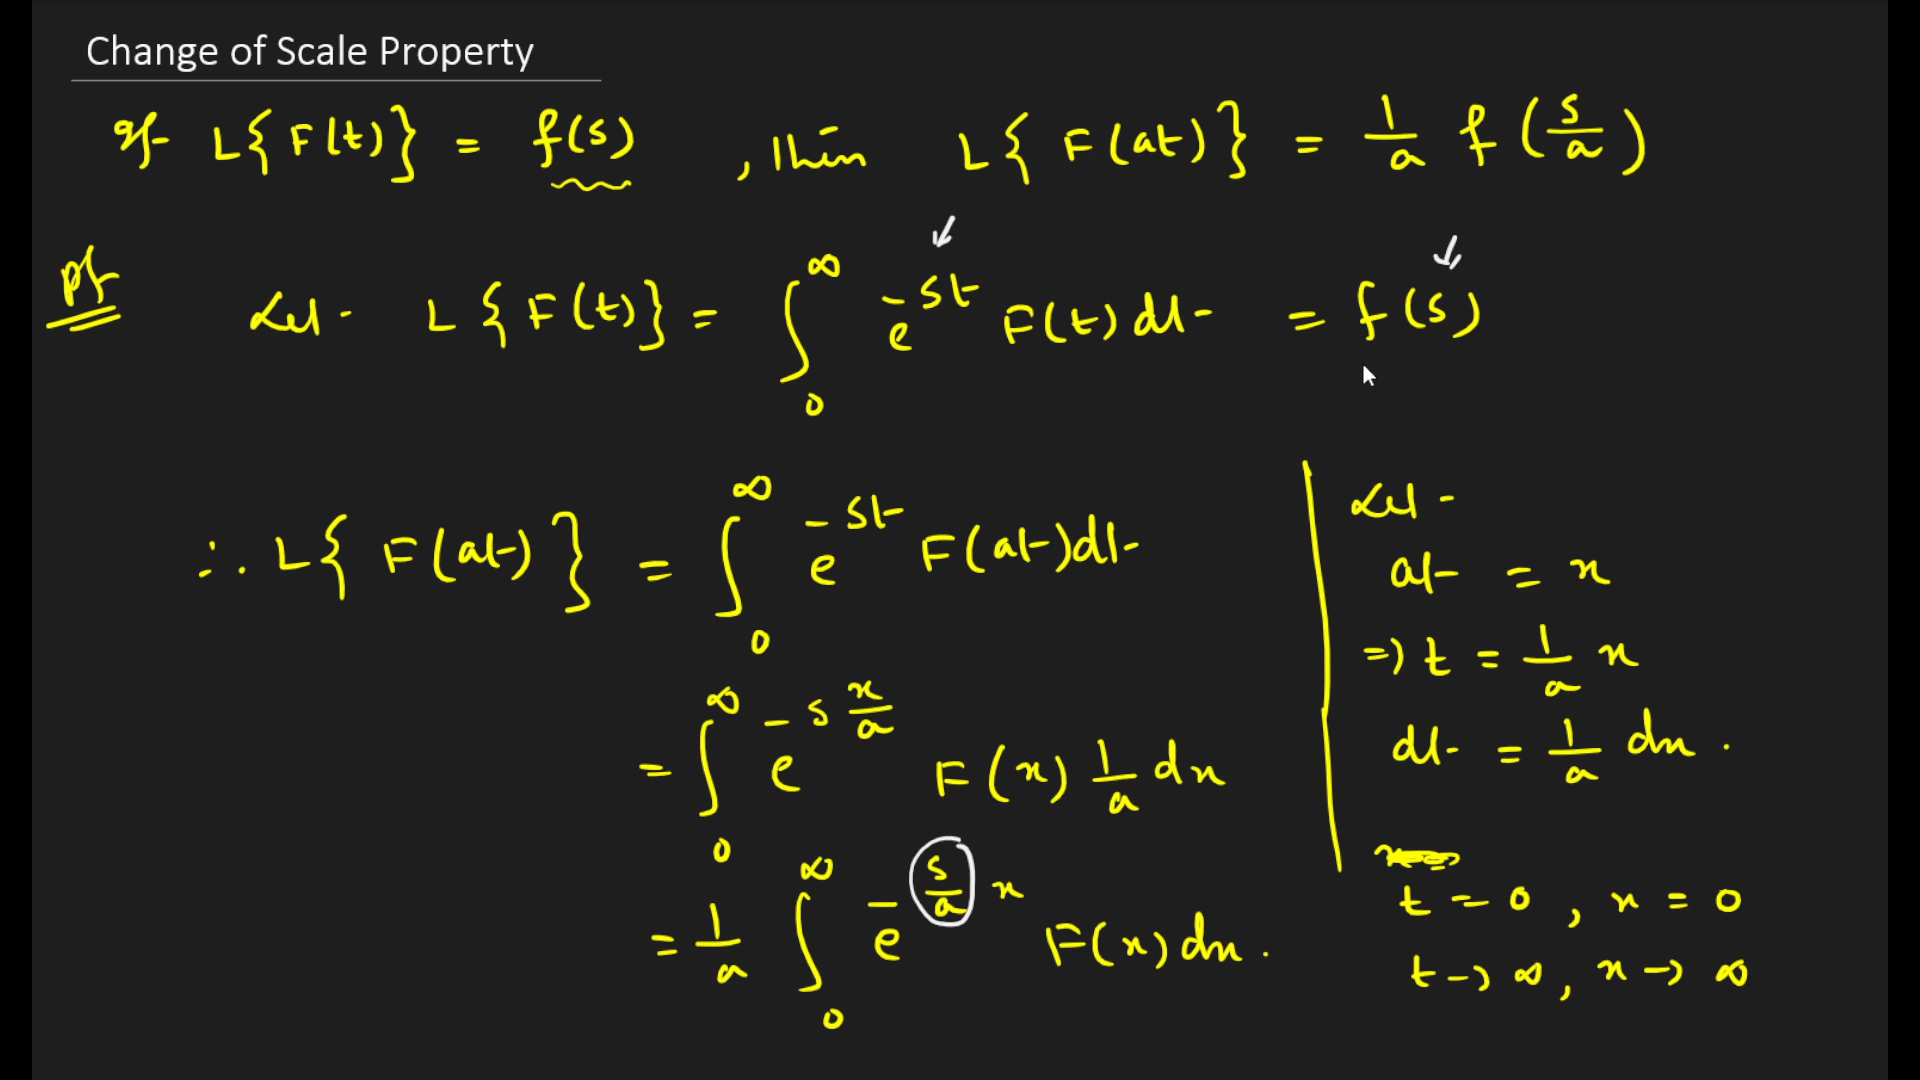 Change of Scale Property
If L{F(t)} = f(s) , then L{ F(at) } = 1/a f(s/a)
Pf
Let L{F(t)} = ∫₀^∞ e^{-st} F(t) dt = f(s)
∴ L{ F(at) } = ∫₀^∞ e^{-st} F(at) dt
= ∫₀^∞ e^{-s x/a} F(x) 1/a dx
= 1/a ∫₀^∞ e^{-(s/a) x} F(x) dx.
Let
at = x
=> t = 1/a x
dt = 1/a dx.
t = 0 , x = 0
t -> ∞ , x -> ∞